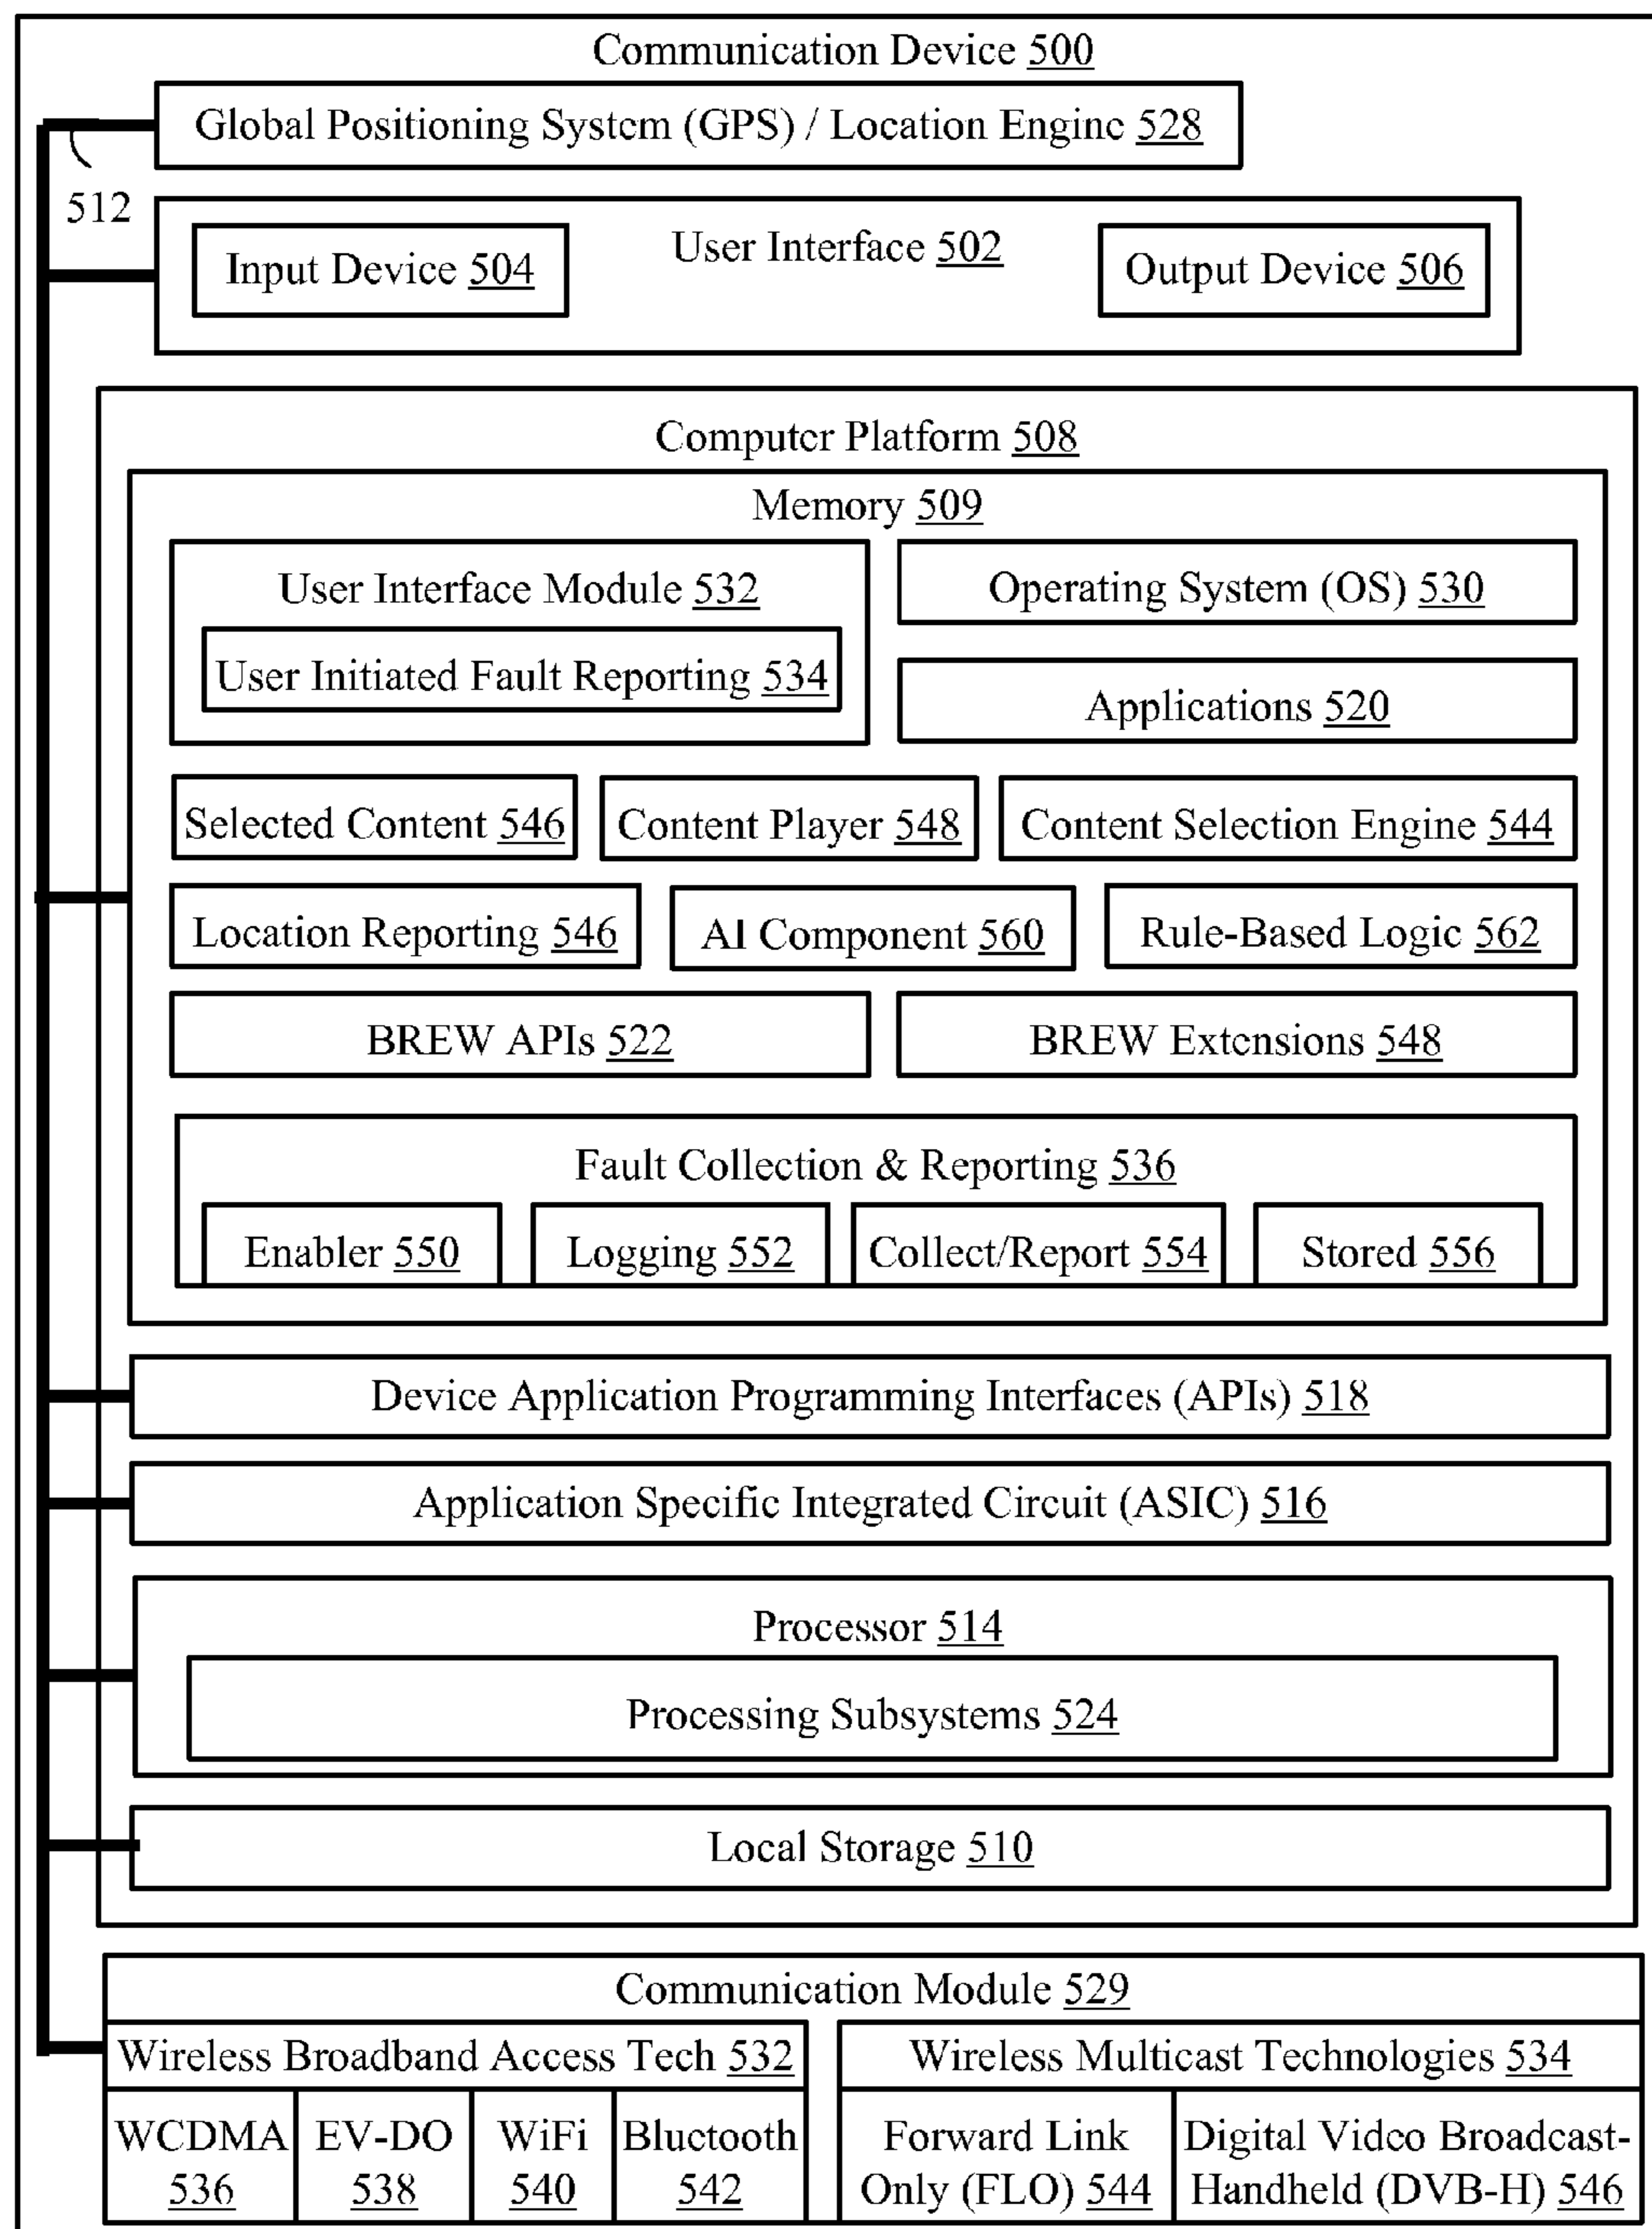 Communication Device 500
Global Positioning System (GPS) / Location Engine 528
512
User Interface 502
Input Device 504
Output Device 506
Computer Platform 508
Memory 509
User Interface Module 532
Operating System (OS) 530
User Initiated Fault Reporting 534
Applications 520
Selected Content 546
Content Player 548
Content Selection Engine 544
Location Reporting 546
AI Component 560
Rule-Based Logic 562
BREW APIs 522
BREW Extensions 548
Fault Collection & Reporting 536
Enabler 550
Logging 552
Collect/Report 554
Stored 556
Device Application Programming Interfaces (APIs) 518
Application Specific Integrated Circuit (ASIC) 516
Processor 514
Processing Subsystems 524
Local Storage 510
Communication Module 529
Wireless Broadband Access Tech 532
Wireless Multicast Technologies 534
WCDMA
536
EV-DO
538
WiFi
540
Bluetooth
542
Forward Link
Only (FLO) 544
Digital Video Broadcast-
Handheld (DVB-H) 546